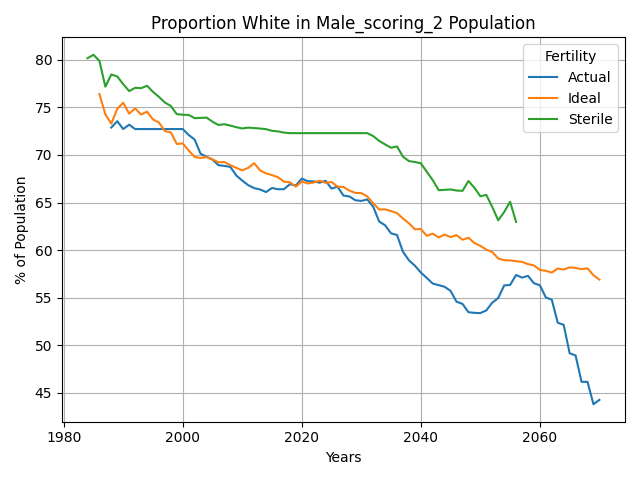 Proportion White in Male_scoring_2 Population
Fertility
Actual
Ideal
Sterile
% of Population
80
75
70
65
60
55
50
45
1980
2000
2020
2040
2060
Years